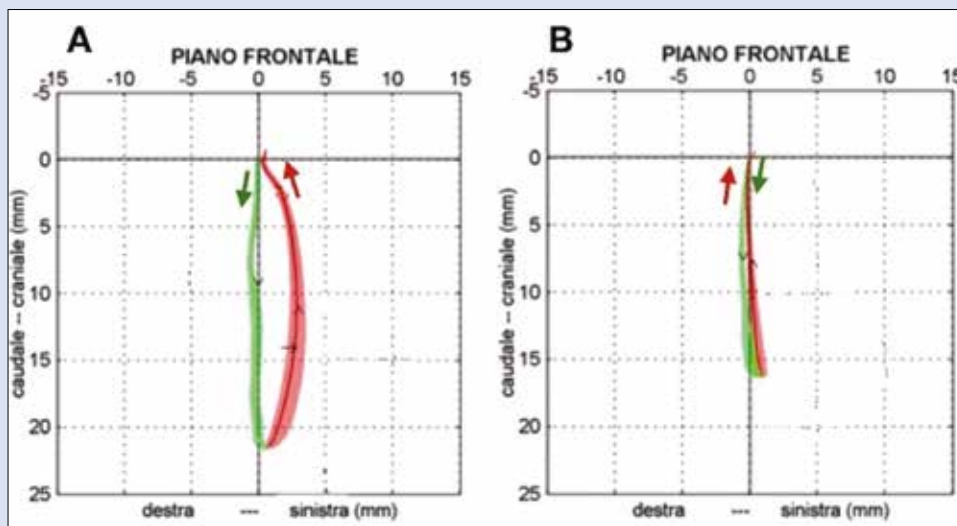 A
PIANO FRONTALE
-15 -10 -5 0 5 10 15
-5
0
5
10
15
20
25
caudale -- craniale (mm)
destra --- sinistra (mm)
B
PIANO FRONTALE
-15 -10 -5 0 5 10 15
-5
0
5
10
15
20
25
caudale -- craniale (mm)
destra --- sinistra (mm)